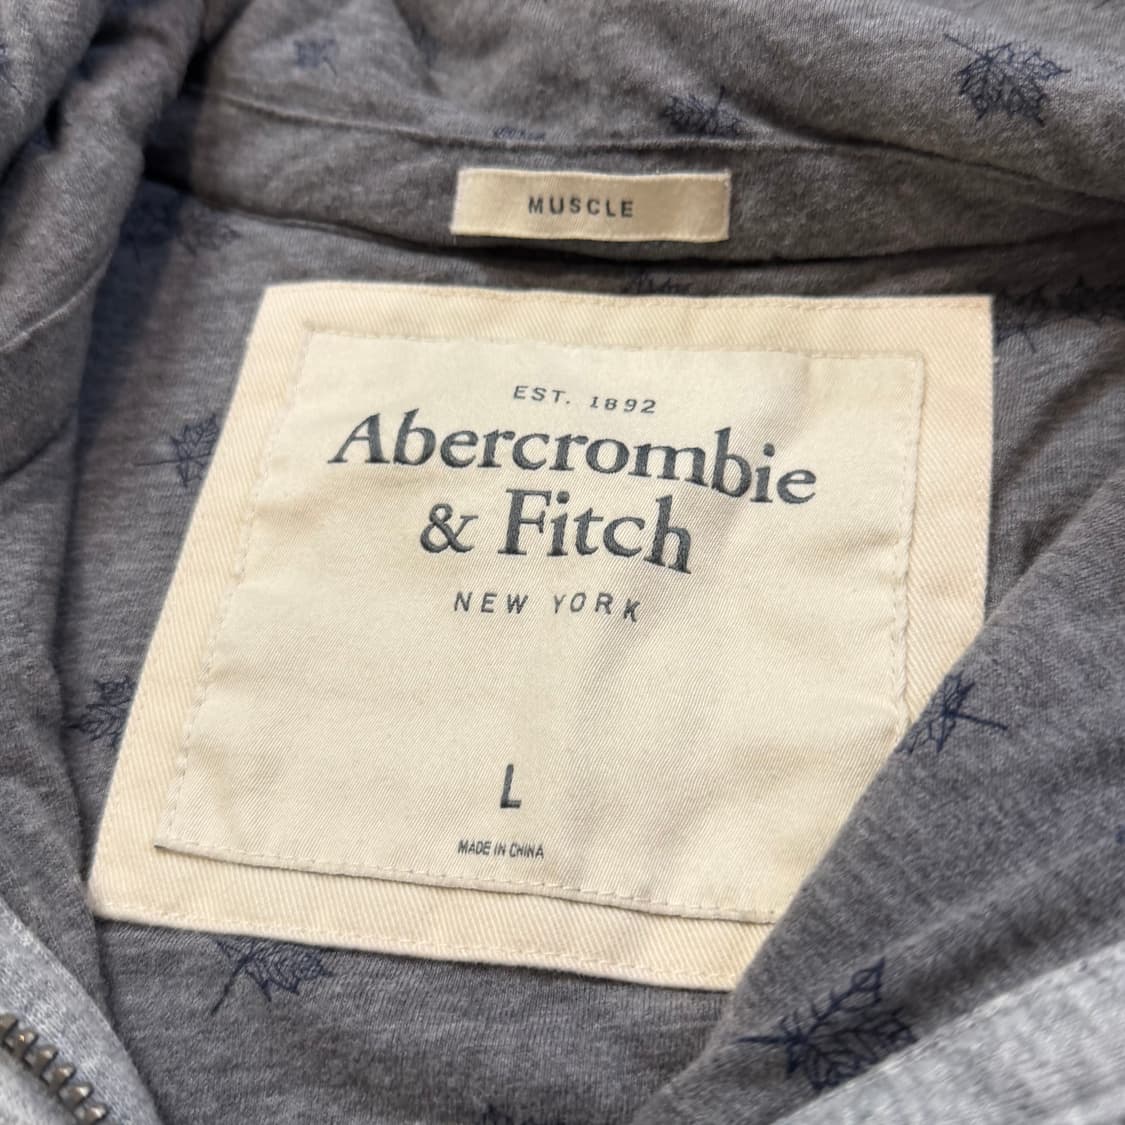 MUSCLE
EST. 1892
Abercrombie
& Fitch
NEW YORK
L
MADE IN CHINA